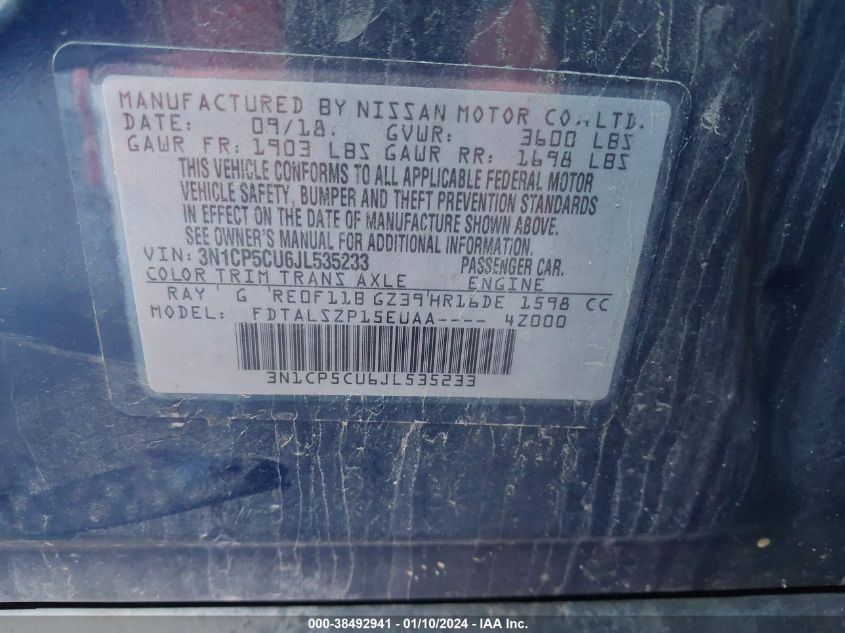 MANUFACTURED BY NISSAN MOTOR CO., LTD.
DATE: 09/18. GVWR: 3600 LBS
GAWR FR: 1903 LBS GAWR RR: 1698 LBS
THIS VEHICLE CONFORMS TO ALL APPLICABLE FEDERAL MOTOR
VEHICLE SAFETY, BUMPER AND THEFT PREVENTION STANDARDS
IN EFFECT ON THE DATE OF MANUFACTURE SHOWN ABOVE.
SEE OWNER'S MANUAL FOR ADDITIONAL INFORMATION.
VIN: 3N1CP5CU6JL535233 PASSENGER CAR.
COLOR TRIM TRANS AXLE ENGINE
RAY G RE0F11B GZ39 HR16DE 1598 CC
MODEL: FDTALSZP15EUAA---- 4Z000
3N1CP5CU6JL535233
000-38492941 - 01/10/2024 - IAA Inc.